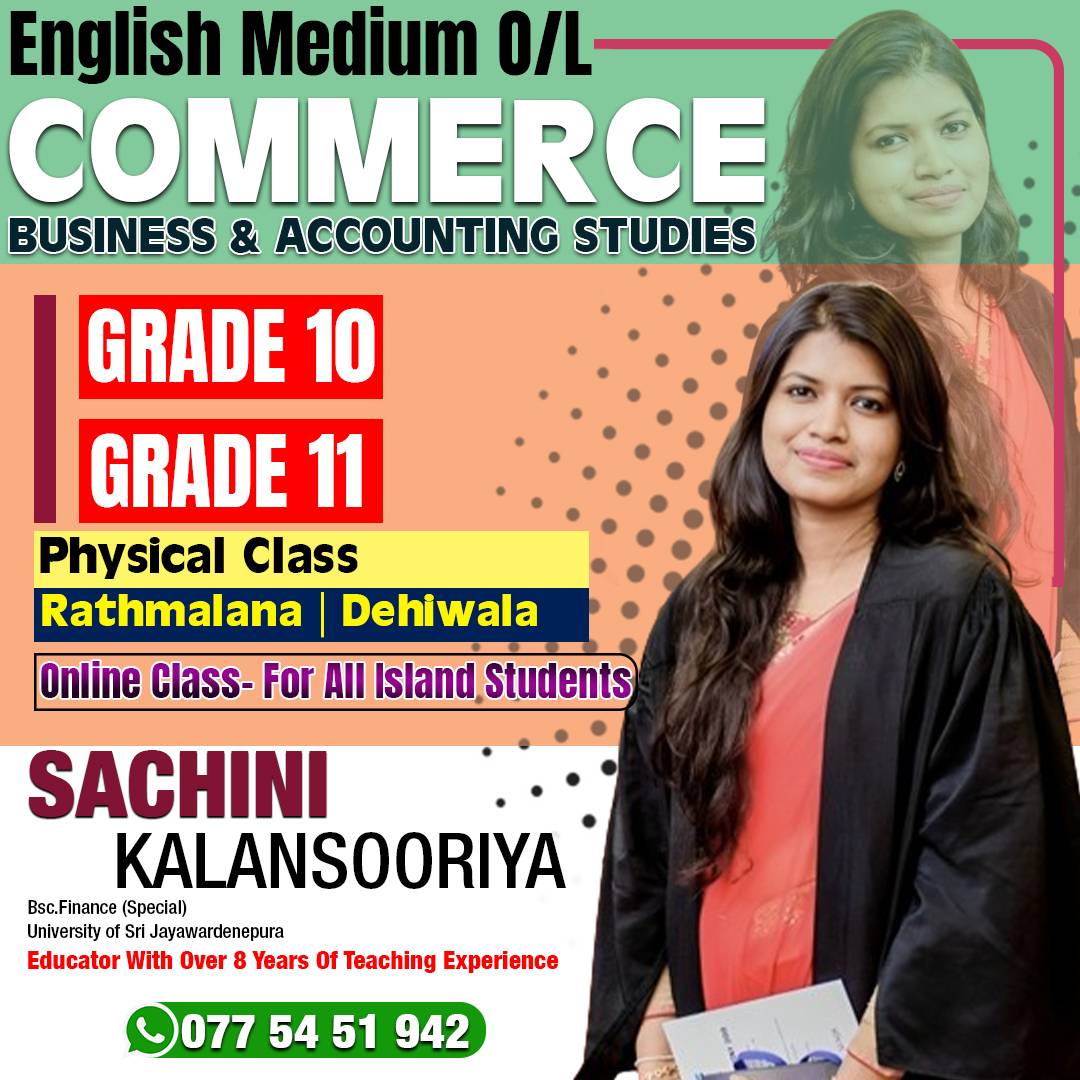 English Medium O/L
COMMERCE
BUSINESS & ACCOUNTING STUDIES
GRADE 10
GRADE 11
Physical Class
Rathmalana | Dehiwala
Online Class- For All Island Students
SACHINI
KALANSOORIYA
Bsc.Finance (Special)
University of Sri Jayawardenepura
Educator With Over 8 Years Of Teaching Experience
077 54 51 942